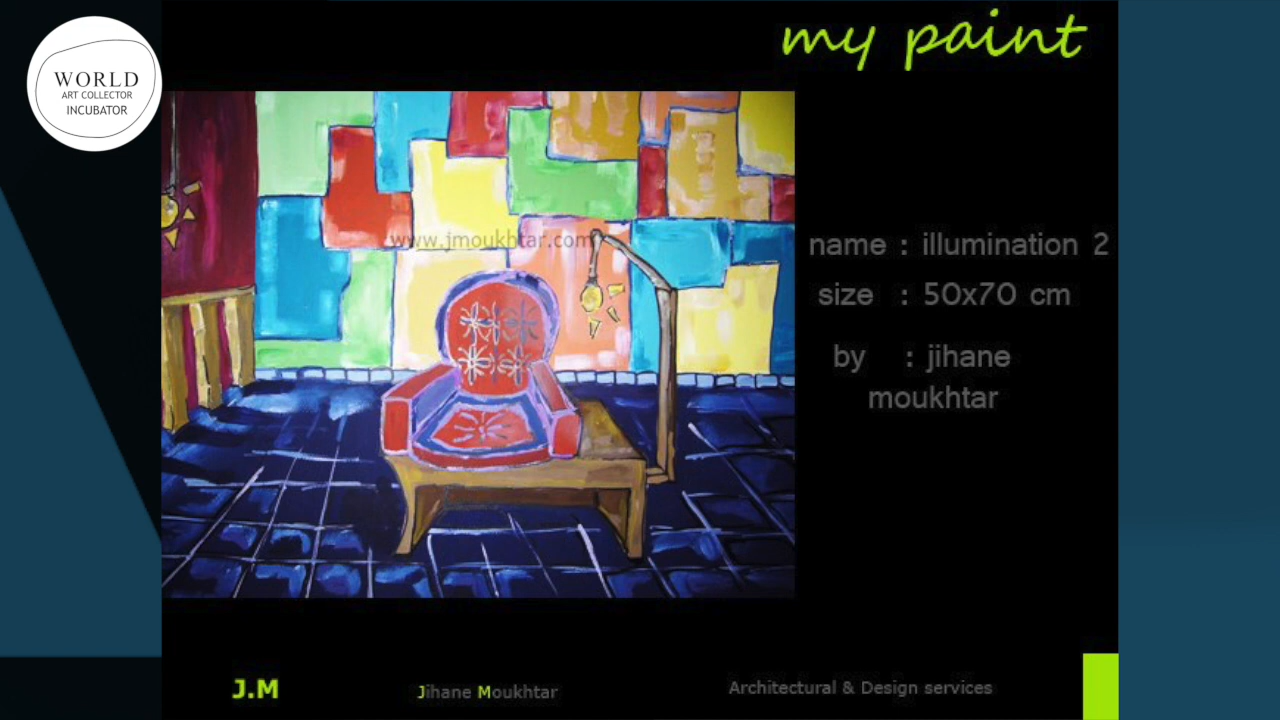 my paint
WORLD
ART COLLECTOR
INCUBATOR
www.jmoukhtar.com
name : illumination 2
size : 50x70 cm
by : jihane
moukhtar
J.M
Jihane Moukhtar
Architectural & Design services